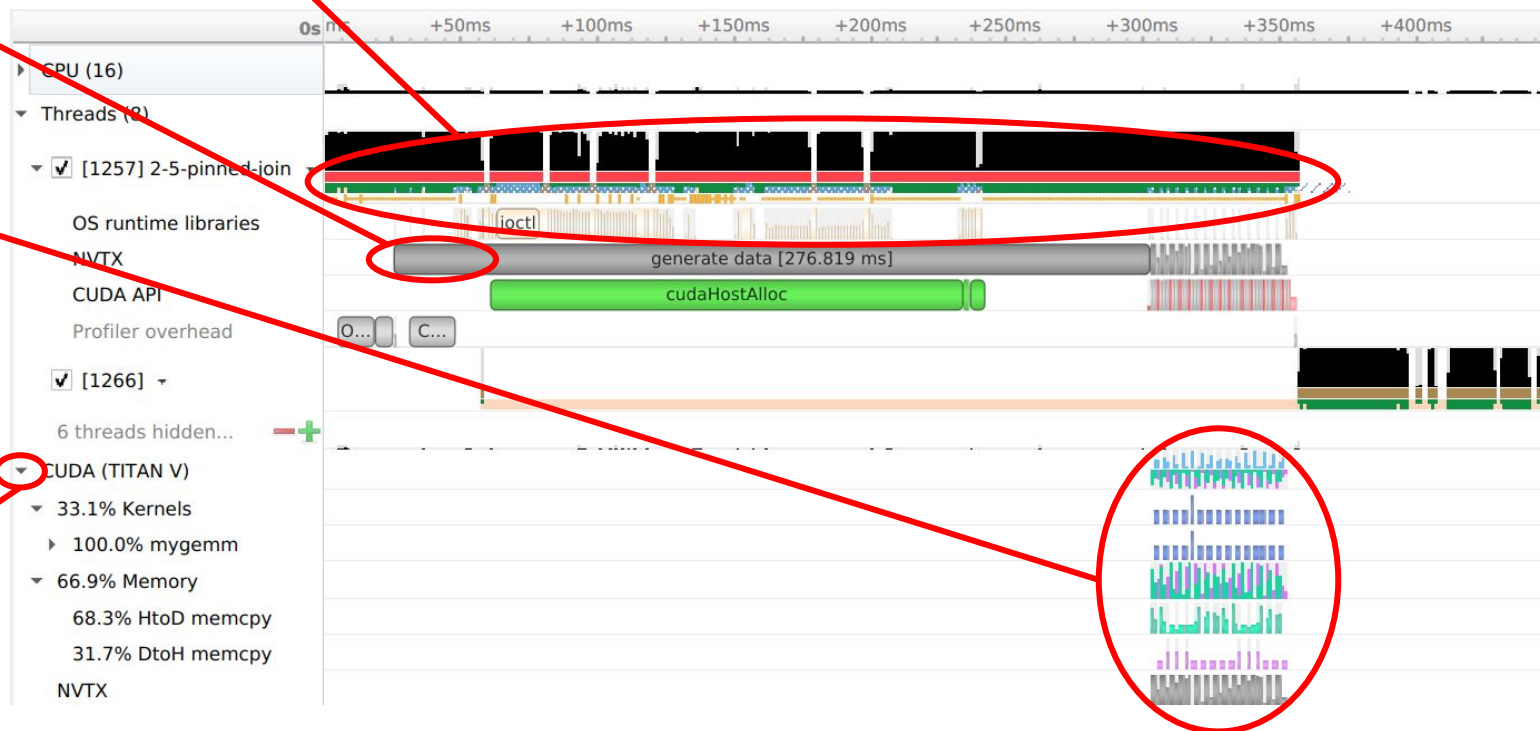 0s ms +50ms +100ms +150ms +200ms +250ms +300ms +350ms +400ms
CPU (16)
Threads (8)
[1257] 2-5-pinned-join
OS runtime libraries ioctl
NVTX generate data [276.819 ms]
CUDA API cudaHostAlloc
Profiler overhead O... C...
[1266]
6 threads hidden...
CUDA (TITAN V)
33.1% Kernels
100.0% mygemm
66.9% Memory
68.3% HtoD memcpy
31.7% DtoH memcpy
NVTX